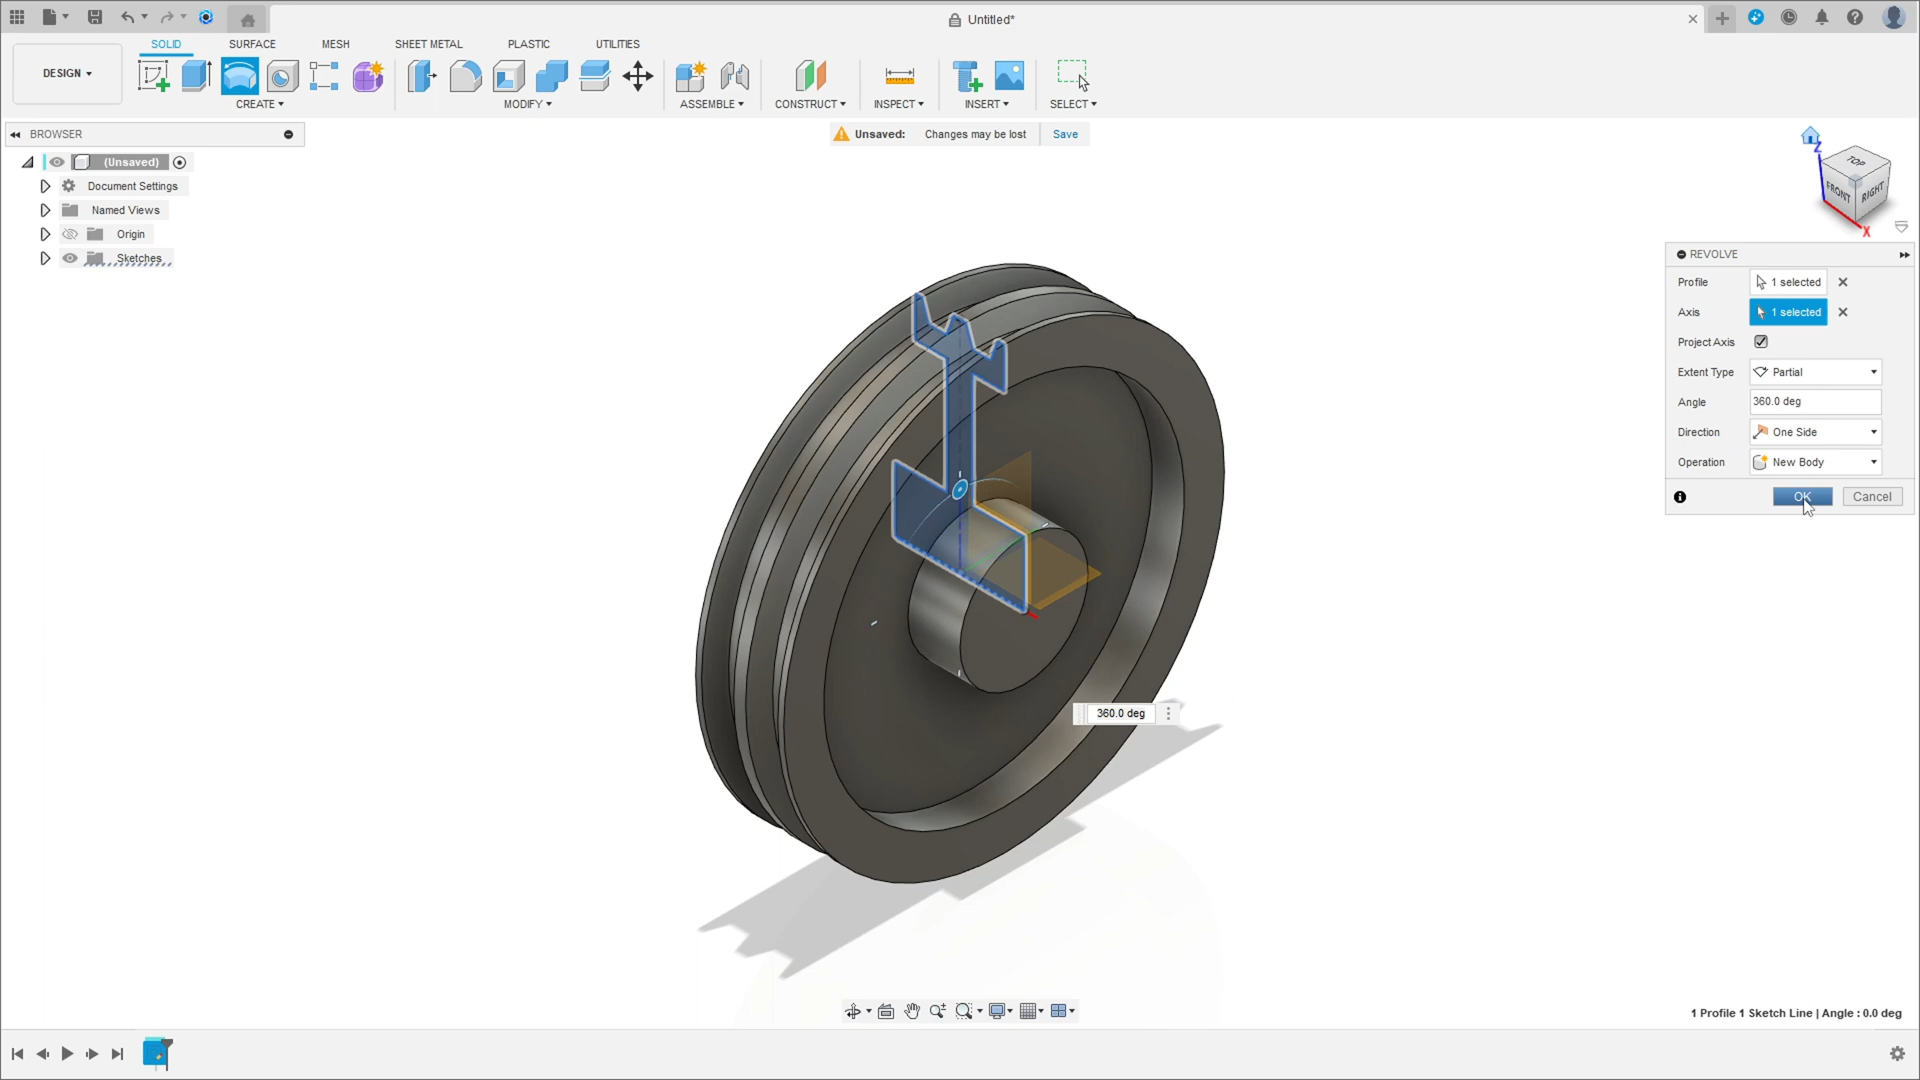 Untitled*
SOLID SURFACE MESH SHEET METAL PLASTIC UTILITIES
DESIGN
CREATE MODIFY ASSEMBLE CONSTRUCT INSPECT INSERT SELECT
BROWSER
Unsaved: Changes may be lost Save
(Unsaved)
Document Settings
Named Views
Origin
Sketches
Z
TOP
FRONT
RIGHT
X
REVOLVE
Profile 1 selected
Axis 1 selected
Project Axis
Extent Type Partial
Angle 360.0 deg
Direction One Side
Operation New Body
OK Cancel
360.0 deg
1 Profile 1 Sketch Line | Angle : 0.0 deg